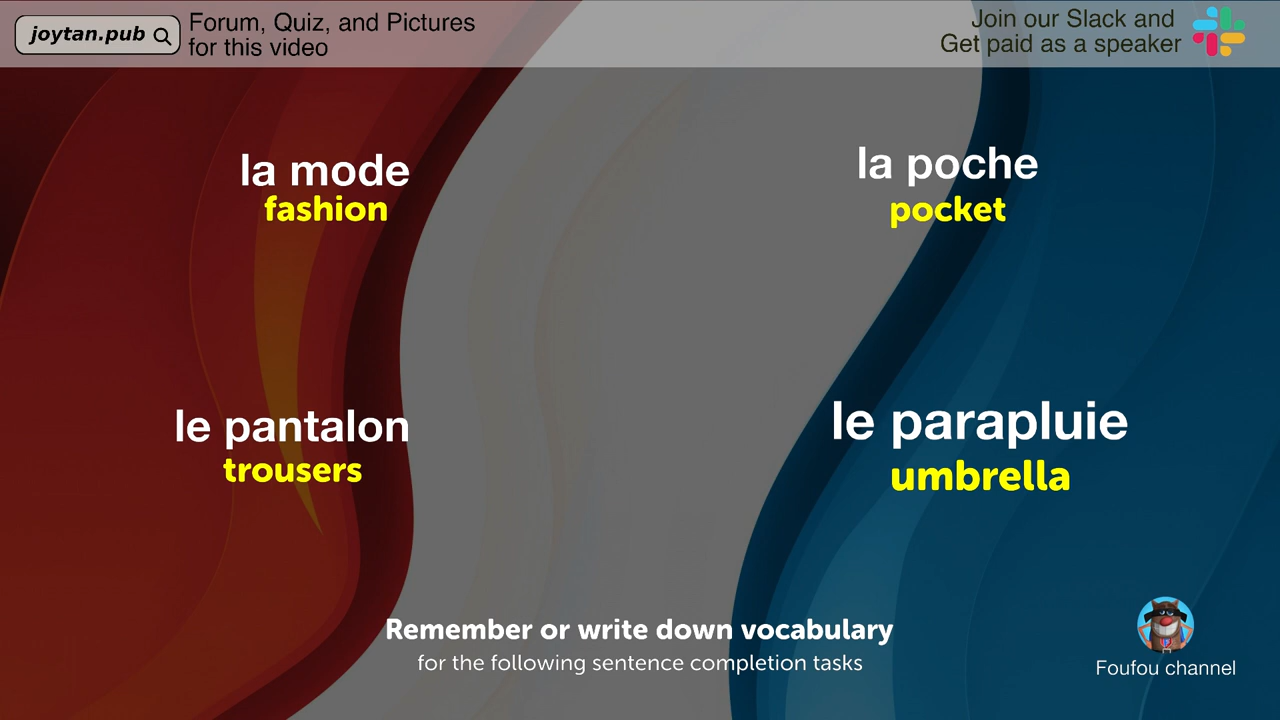 joytan.pub
Forum, Quiz, and Pictures
for this video
Join our Slack and
Get paid as a speaker
la mode
fashion
la poche
pocket
le pantalon
trousers
le parapluie
umbrella
Remember or write down vocabulary
for the following sentence completion tasks
Foufou channel